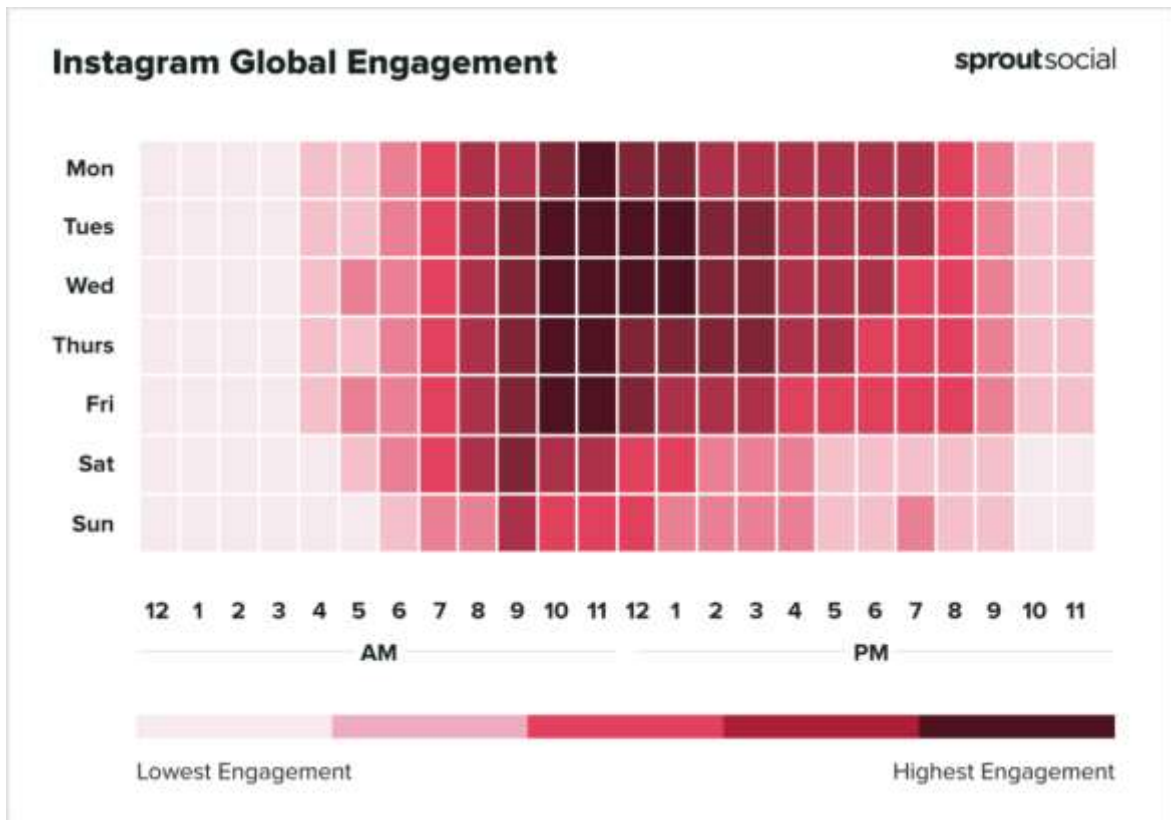 Instagram Global Engagement
sproutsocial
Mon
Tues
Wed
Thurs
Fri
Sat
Sun
12 1 2 3 4 5 6 7 8 9 10 11 12 1 2 3 4 5 6 7 8 9 10 11
AM PM
Lowest Engagement Highest Engagement